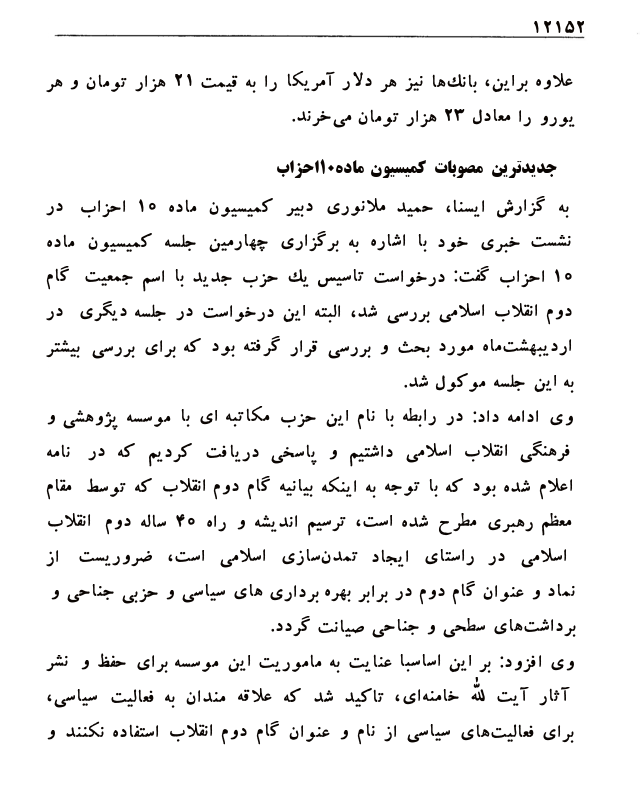 ۱۲۱۵۲
علاوه براین، بانك‌ها نیز هر دلار آمریکا را به قیمت ۲۱ هزار تومان و هر
یورو را معادل ۲۳ هزار تومان می‌خرند.
جدیدترین مصوبات کمیسیون ماده۱۰احزاب
به گزارش ایسنا، حمید ملانوری دبیر کمیسیون ماده ۱۰ احزاب در
نشست خبری خود با اشاره به برگزاری چهارمین جلسه کمیسیون ماده
۱۰ احزاب گفت: درخواست تاسیس یك حزب جدید با اسم جمعیت گام
دوم انقلاب اسلامی بررسی شد، البته این درخواست در جلسه دیگری در
اردیبهشت‌ماه مورد بحث و بررسی قرار گرفته بود که برای بررسی بیشتر
به این جلسه موکول شد.
وی ادامه داد: در رابطه با نام این حزب مکاتبه ای با موسسه پژوهشی و
فرهنگی انقلاب اسلامی داشتیم و پاسخی دریافت کردیم که در نامه
اعلام شده بود که با توجه به اینکه بیانیه گام دوم انقلاب که توسط مقام
معظم رهبری مطرح شده است، ترسیم اندیشه و راه ۴۰ ساله دوم انقلاب
اسلامی در راستای ایجاد تمدن‌سازی اسلامی است، ضروریست از
نماد و عنوان گام دوم در برابر بهره برداری های سیاسی و حزبی جناحی و
برداشت‌های سطحی و جناحی صیانت گردد.
وی افزود: بر این اساسبا عنایت به ماموریت این موسسه برای حفظ و نشر
آثار آیت الله خامنه‌ای، تاکید شد که علاقه مندان به فعالیت سیاسی،
برای فعالیت‌های سیاسی از نام و عنوان گام دوم انقلاب استفاده نکنند و